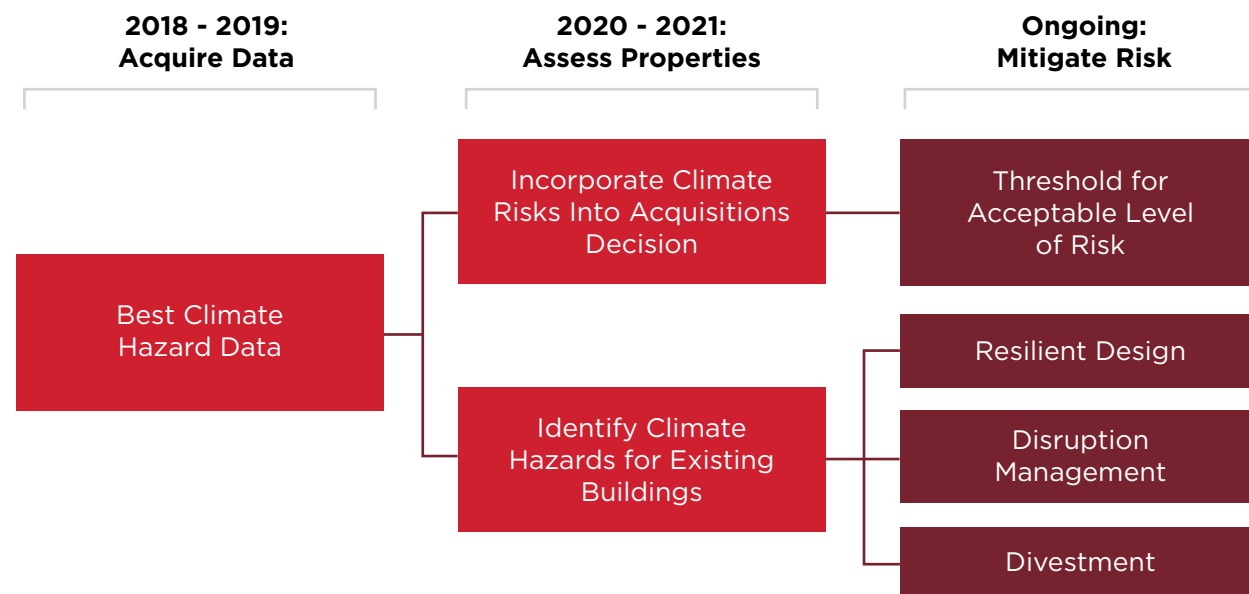 2018 - 2019:
Acquire Data
2020 - 2021:
Assess Properties
Ongoing:
Mitigate Risk
Best Climate
Hazard Data
Incorporate Climate
Risks Into Acquisitions
Decision
Identify Climate
Hazards for Existing
Buildings
Threshold for
Acceptable Level
of Risk
Resilient Design
Disruption
Management
Divestment